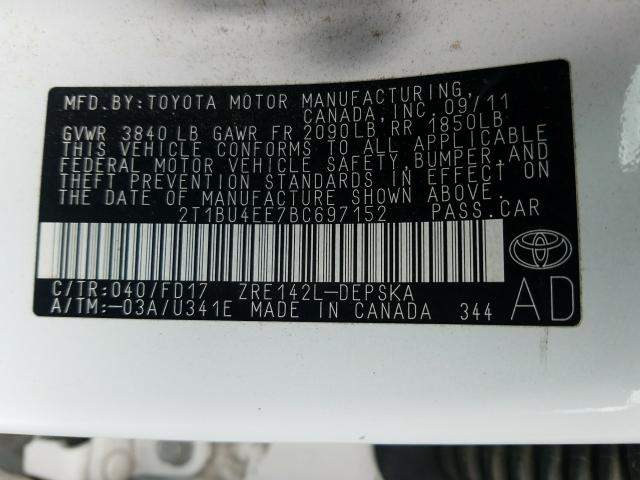 MFD. BY: TOYOTA MOTOR MANUFACTURING,
CANADA, INC. 09/11
GVWR 3840 LB GAWR FR 2090LB, RR 1850LB
THIS VEHICLE CONFORMS TO ALL APPLICABLE
FEDERAL MOTOR VEHICLE SAFETY, BUMPER, AND
THEFT PREVENTION STANDARDS IN EFFECT ON
THE DATE OF MANUFACTURE SHOWN ABOVE.
2T1BU4EE7BC697152 PASS. CAR
C/TR: 040/FD17 ZRE142L-DEPSKA
A/TM: -03A/U341E MADE IN CANADA 344
AD